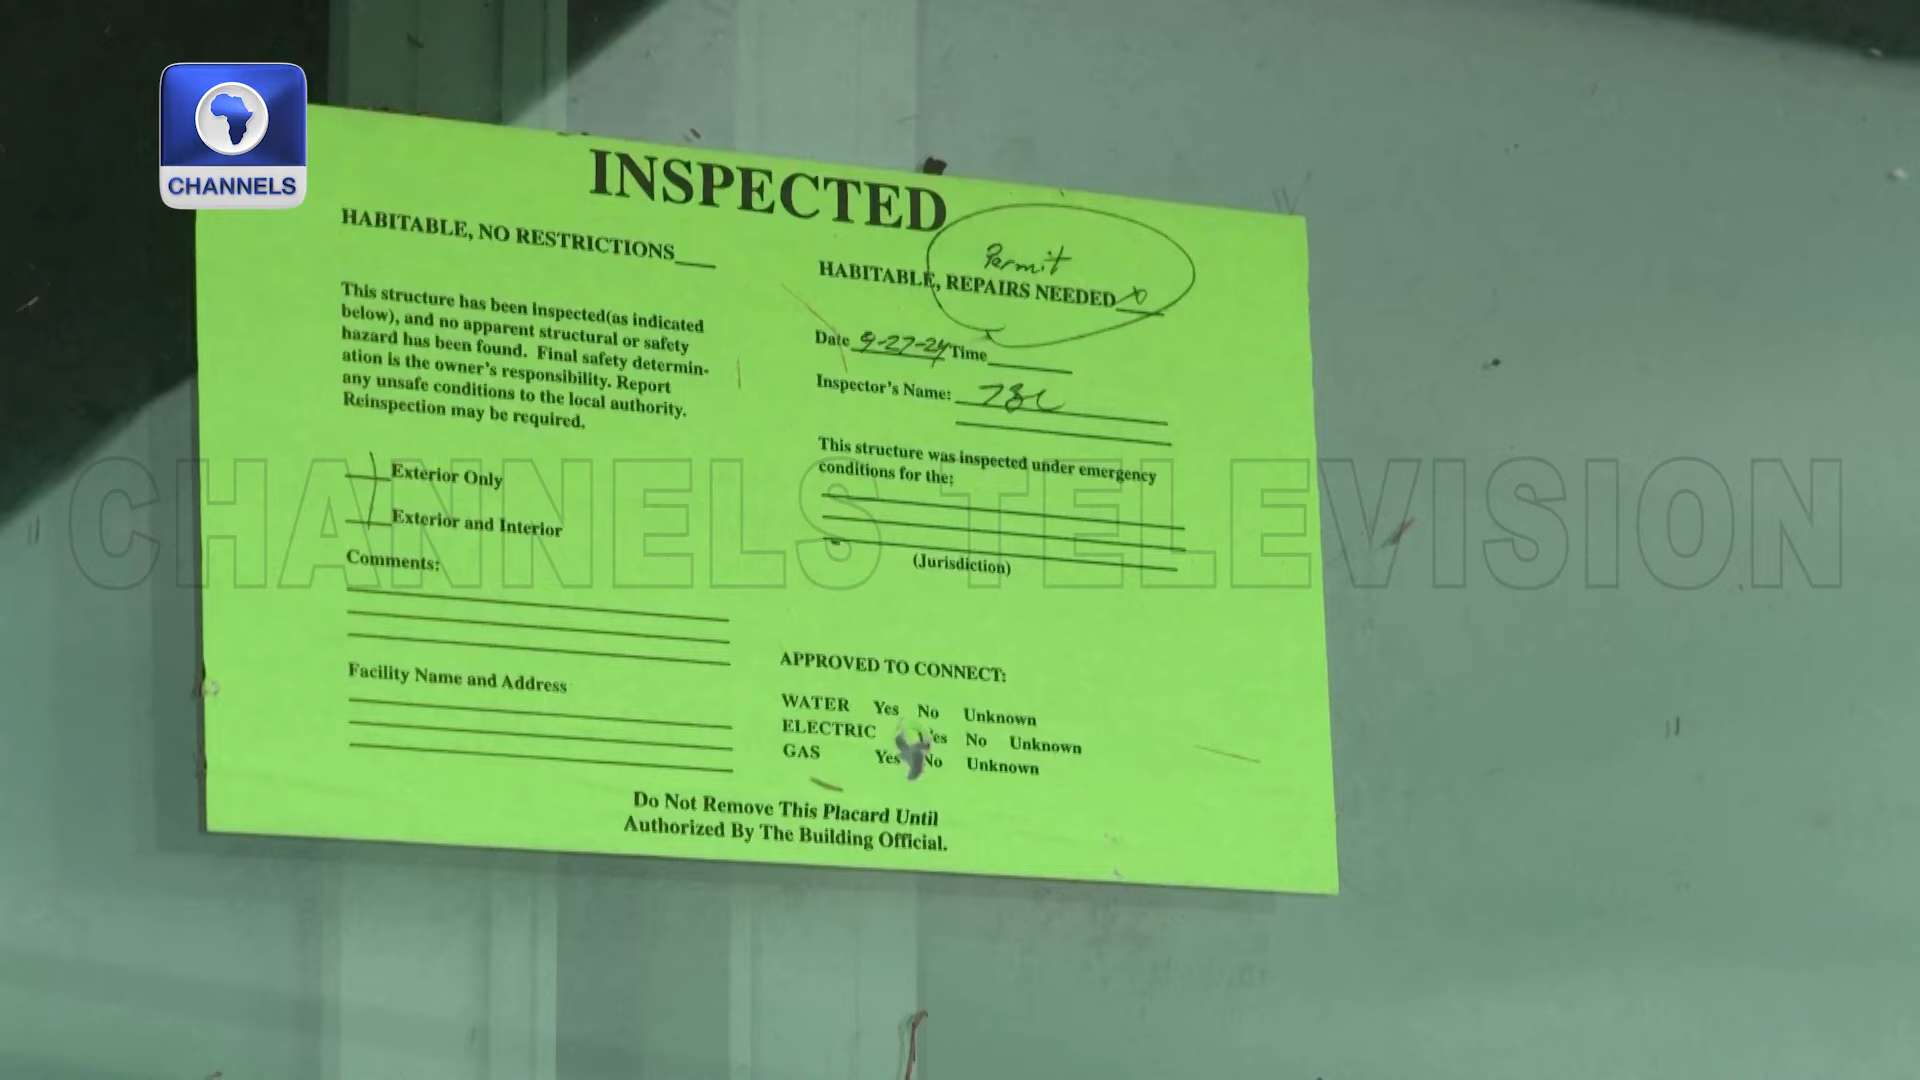 CHANNELS
INSPECTED
HABITABLE, NO RESTRICTIONS
This structure has been inspected(as indicated
below), and no apparent structural or safety
hazard has been found. Final safety determin-
ation is the owner's responsibility. Report
any unsafe conditions to the local authority.
Reinspection may be required.
Exterior Only
Exterior and Interior
Comments:
Facility Name and Address
Permit
HABITABLE, REPAIRS NEEDED
Date 9-27-24 Time
Inspector's Name:
This structure was inspected under emergency
conditions for the:
(Jurisdiction)
APPROVED TO CONNECT:
WATER Yes No Unknown
ELECTRIC Yes No Unknown
GAS Yes No Unknown
Do Not Remove This Placard Until
Authorized By The Building Official.
CHANNELS TELEVISION